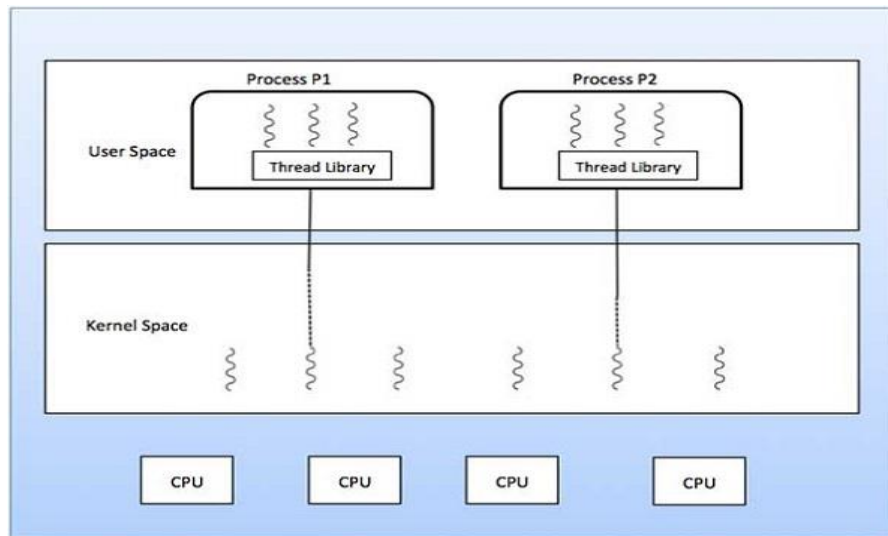 Process P1
Process P2
User Space
Thread Library
Thread Library
Kernel Space
CPU
CPU
CPU
CPU